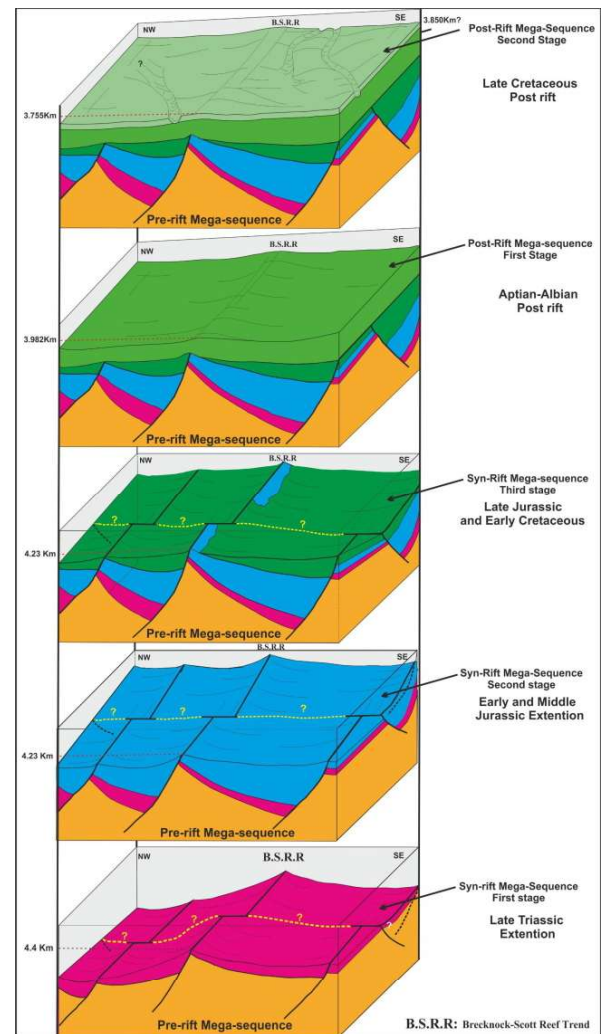 NW
B.S.R.R
SE
3.850Km?
Post-Rift Mega-Sequence
Second Stage
?
Late Cretaceous
Post rift
3.755Km
Pre-rift Mega-sequence
NW
B.S.R.R
SE
Post-Rift Mega-sequence
First Stage
Aptian-Albian
Post rift
3.982Km
Pre-rift Mega-sequence
NW
B.S.R.R
SE
Syn-Rift Mega-sequence
Third stage
Late Jurassic
and Early Cretaceous
? ? ?
4.23 Km
Pre-rift Mega-sequence
NW
B.S.R.R
SE
Syn-Rift Mega-Sequence
Second stage
Early and Middle
Jurassic Extention
? ? ?
4.23 Km
Pre-rift Mega-sequence
NW
B.S.R.R
SE
Syn-rift Mega-Sequence
First stage
Late Triassic
Extention
? ? ? ?
4.4 Km
Pre-rift Mega-sequence
B.S.R.R: Brecknock-Scott Reef Trend